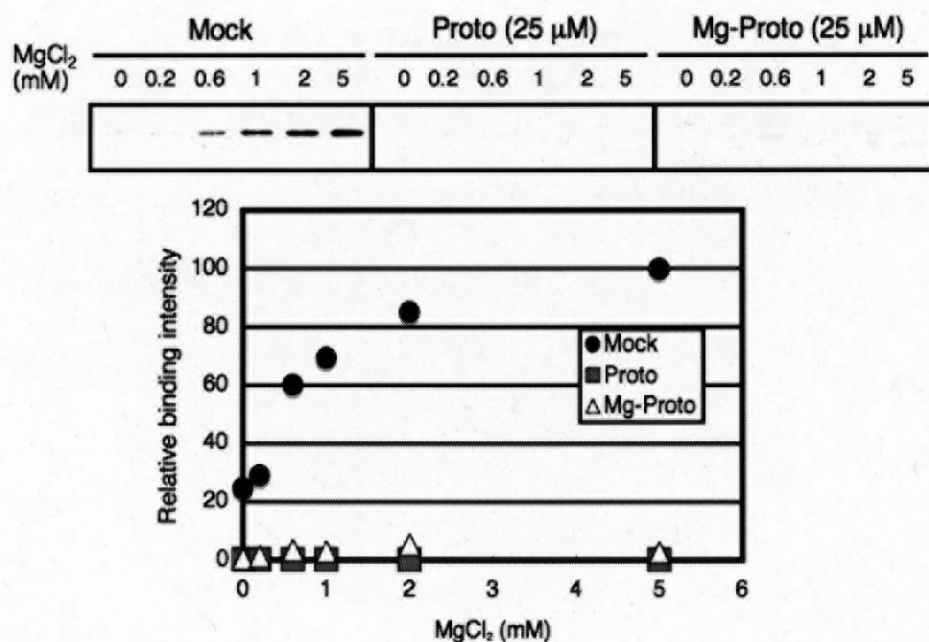 Mock Proto (25 µM) Mg-Proto (25 µM)
MgCl₂
(mM) 0 0.2 0.6 1 2 5 0 0.2 0.6 1 2 5 0 0.2 0.6 1 2 5
120
100
80
60
40
20
0
Relative binding intensity
Mock
Proto
Mg-Proto
0 1 2 3 4 5 6
MgCl₂ (mM)